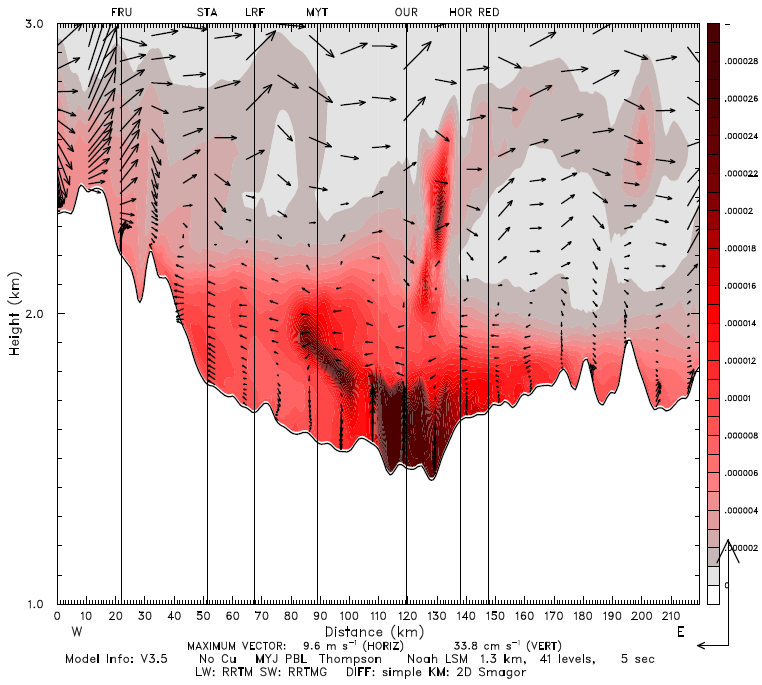 FRU STA LRF MYT OUR HOR RED
3.0
.000028
.000026
.000024
.000022
.00002
.000018
2.0
.000016
.000014
.000012
.00001
.000008
.000006
.000004
.000002
0
1.0
0 10 20 30 40 50 60 70 80 90 100 110 120 130 140 150 160 170 180 190 200 210
Height (km)
W Distance (km) E
MAXIMUM VECTOR: 9.6 m s⁻¹ (HORIZ) 33.8 cm s⁻¹ (VERT)
Model Info: V3.5 No Cu MYJ PBL Thompson Noah LSM 1.3 km, 41 levels, 5 sec
LW: RRTM SW: RRTMG DIFF: simple KM: 2D Smagor